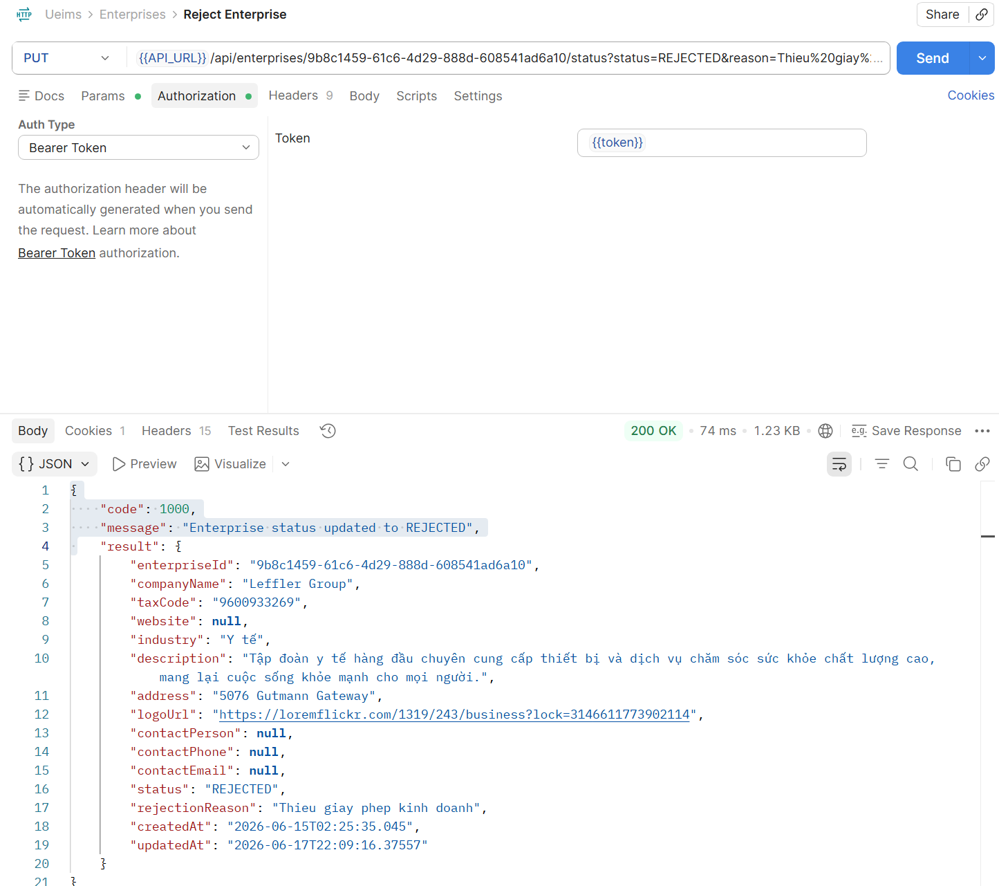 HTTP Ueims > Enterprises > Reject Enterprise Share
PUT {{API_URL}} /api/enterprises/9b8c1459-61c6-4d29-888d-608541ad6a10/status?status=REJECTED&reason=Thieu%20giay%... Send
Docs Params Authorization Headers 9 Body Scripts Settings Cookies
Auth Type
Bearer Token
Token {{token}}
The authorization header will be
automatically generated when you send
the request. Learn more about
Bearer Token authorization.
Body Cookies 1 Headers 15 Test Results 200 OK 74 ms 1.23 KB e.g. Save Response
{} JSON Preview Visualize
1 {
2 "code": 1000,
3 "message": "Enterprise status updated to REJECTED",
4 "result": {
5 "enterpriseId": "9b8c1459-61c6-4d29-888d-608541ad6a10",
6 "companyName": "Leffler Group",
7 "taxCode": "9600933269",
8 "website": null,
9 "industry": "Y tế",
10 "description": "Tập đoàn y tế hàng đầu chuyên cung cấp thiết bị và dịch vụ chăm sóc sức khỏe chất lượng cao,
mang lại cuộc sống khỏe mạnh cho mọi người.",
11 "address": "5076 Gutmann Gateway",
12 "logoUrl": "https://loremflickr.com/1319/243/business?lock=3146611773902114",
13 "contactPerson": null,
14 "contactPhone": null,
15 "contactEmail": null,
16 "status": "REJECTED",
17 "rejectionReason": "Thieu giay phep kinh doanh",
18 "createdAt": "2026-06-15T02:25:35.045",
19 "updatedAt": "2026-06-17T22:09:16.37557"
20 }
21 }